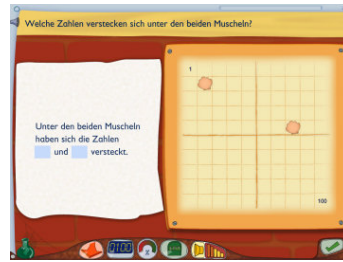 Welche Zahlen verstecken sich unter den beiden Muscheln?
1
Unter den beiden Muscheln
haben sich die Zahlen
und versteckt.
100
0100